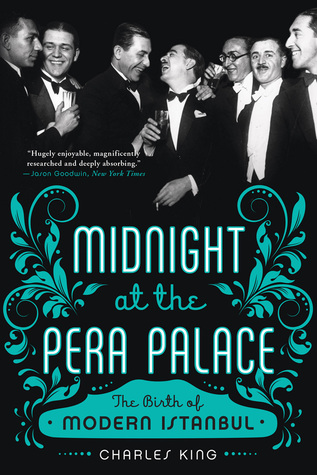 "Hugely enjoyable, magnificently
researched and deeply absorbing."
—Jason Goodwin, New York Times
MIDNIGHT
at the
PERA PALACE
The Birth of
MODERN ISTANBUL
CHARLES KING